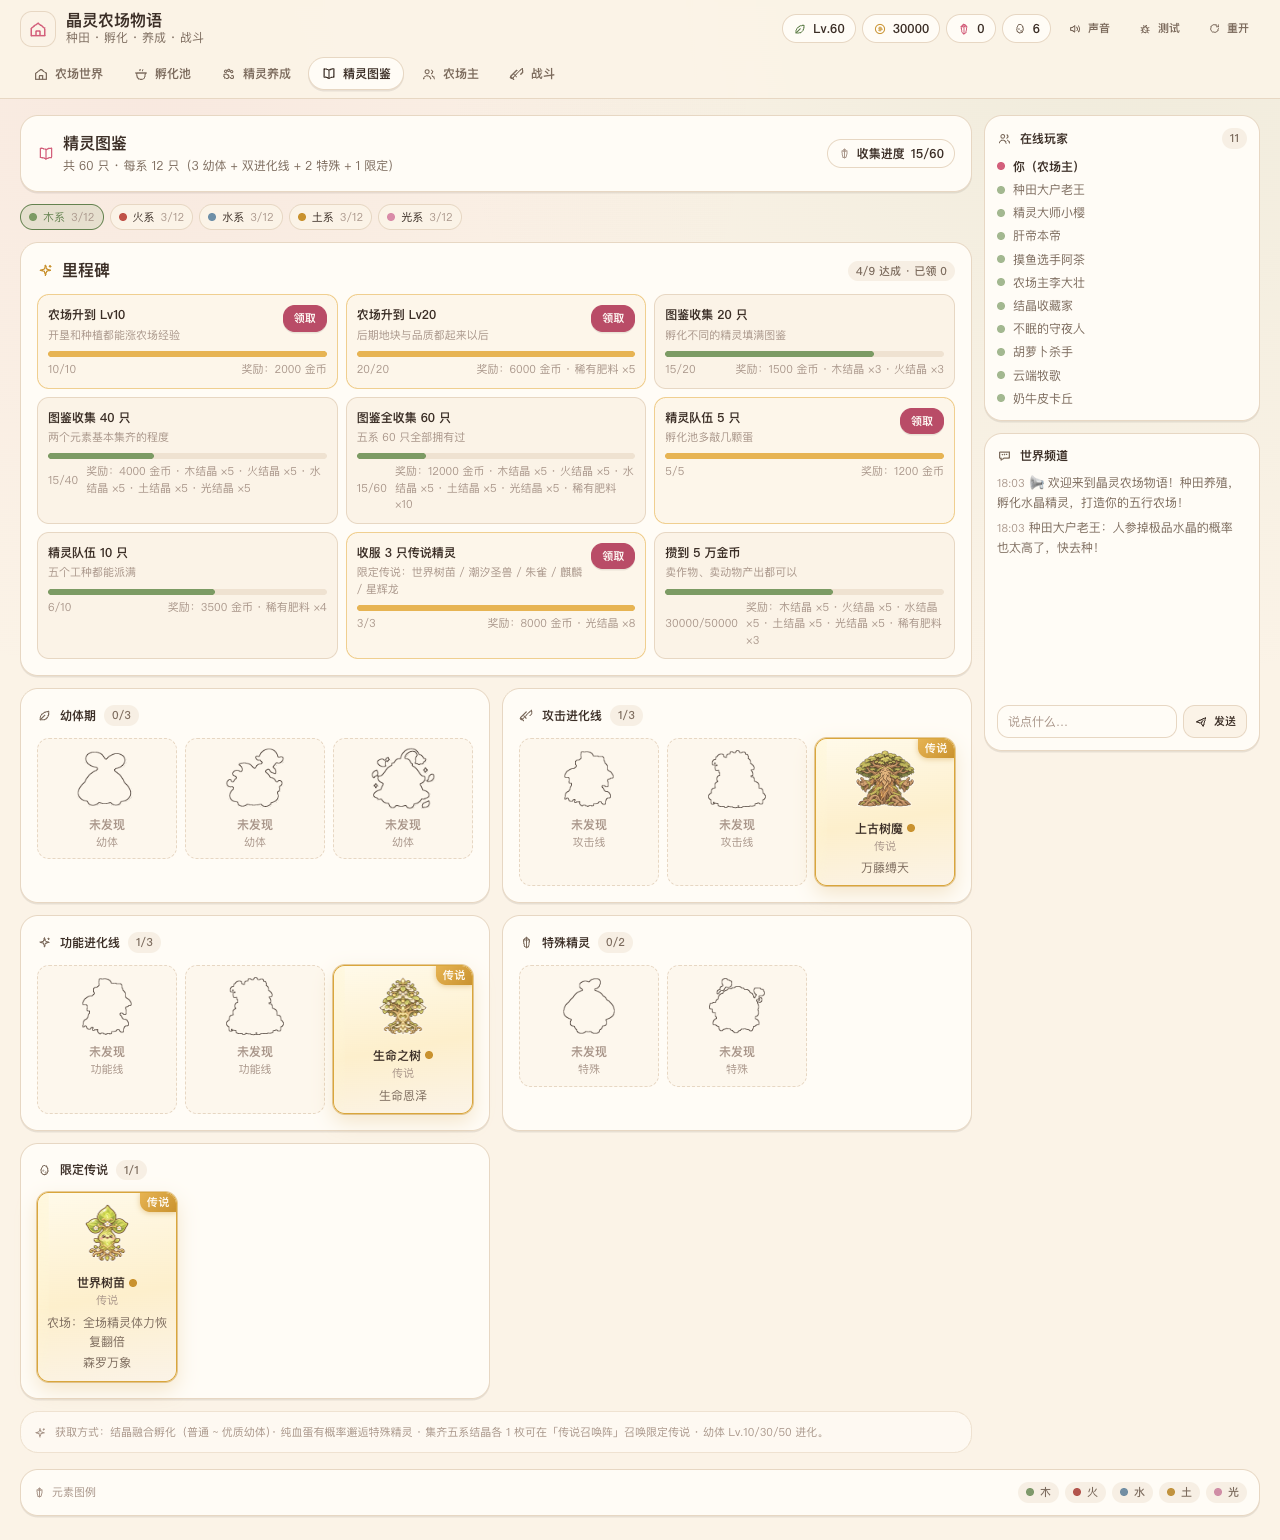 晶灵农场物语
种田 · 孵化 · 养成 · 战斗
Lv.60
30000
0
6
声音
测试
重开
农场世界
孵化池
精灵养成
精灵图鉴
农场主
战斗
精灵图鉴
共 60 只 · 每系 12 只（3 幼体 + 双进化线 + 2 特殊 + 1 限定）
收集进度 15/60
木系 3/12
火系 3/12
水系 3/12
土系 3/12
光系 3/12
里程碑
4/9 达成 · 已领 0
农场升到 Lv10
领取
开垦和种植都能涨农场经验
10/10
奖励：2000 金币
农场升到 Lv20
领取
后期地块与品质都起来以后
20/20
奖励：6000 金币 · 稀有肥料 ×5
图鉴收集 20 只
孵化不同的精灵填满图鉴
15/20
奖励：1500 金币 · 木结晶 ×3 · 火结晶 ×3
图鉴收集 40 只
两个元素基本集齐的程度
15/40
奖励：4000 金币 · 木结晶 ×5 · 火结晶 ×5 · 水
结晶 ×5 · 土结晶 ×5 · 光结晶 ×5
图鉴全收集 60 只
五系 60 只全部拥有过
15/60
奖励：12000 金币 · 木结晶 ×5 · 火结晶 ×5 · 水
结晶 ×5 · 土结晶 ×5 · 光结晶 ×5 · 稀有肥料
×10
精灵队伍 5 只
领取
孵化池多敲几颗蛋
5/5
奖励：1200 金币
精灵队伍 10 只
五个工种都能派满
6/10
奖励：3500 金币 · 稀有肥料 ×4
收服 3 只传说精灵
领取
限定传说：世界树苗 / 潮汐圣兽 / 朱雀 / 麒麟
/ 星辉龙
3/3
奖励：8000 金币 · 光结晶 ×8
攒到 5 万金币
卖作物、卖动物产出都可以
30000/50000
奖励：木结晶 ×5 · 火结晶 ×5 · 水结晶
×5 · 土结晶 ×5 · 光结晶 ×5 · 稀有肥料
×3
幼体期 0/3
未发现
幼体
未发现
幼体
未发现
幼体
攻击进化线 1/3
未发现
攻击线
未发现
攻击线
传说
上古树魔
传说
万藤缚天
功能进化线 1/3
未发现
功能线
未发现
功能线
传说
生命之树
传说
生命恩泽
特殊精灵 0/2
未发现
特殊
未发现
特殊
限定传说 1/1
传说
世界树苗
传说
农场：全场精灵体力恢
复翻倍
森罗万象
获取方式：结晶融合孵化（普通 ~ 优质幼体）· 纯血蛋有概率邂逅特殊精灵 · 集齐五系结晶各 1 枚可在「传说召唤阵」召唤限定传说 · 幼体 Lv.10/30/50 进化。
元素图例
木
火
水
土
光
在线玩家
11
你（农场主）
种田大户老王
精灵大师小樱
肝帝本帝
摸鱼选手阿茶
农场主李大壮
结晶收藏家
不眠的守夜人
胡萝卜杀手
云端牧歌
奶牛皮卡丘
世界频道
18:03 欢迎来到晶灵农场物语！种田养殖，
孵化水晶精灵，打造你的五行农场！
18:03 种田大户老王：人参掉极品水晶的概率
也太高了，快去种！
说点什么…
发送